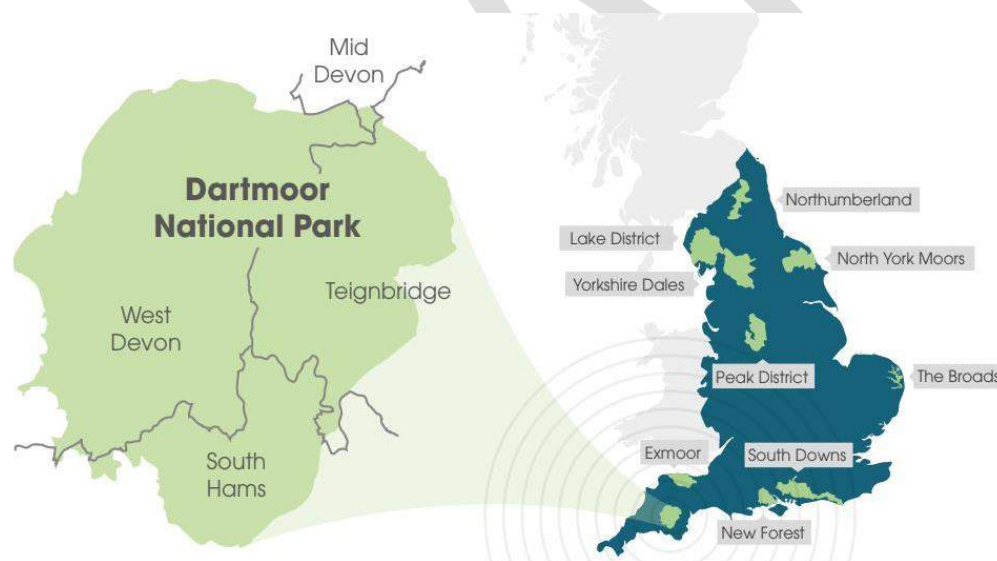 Mid
Devon
Dartmoor
National Park
Teignbridge
West
Devon
South
Hams
Northumberland
Lake District
North York Moors
Yorkshire Dales
Peak District
The Broads
Exmoor
South Downs
New Forest